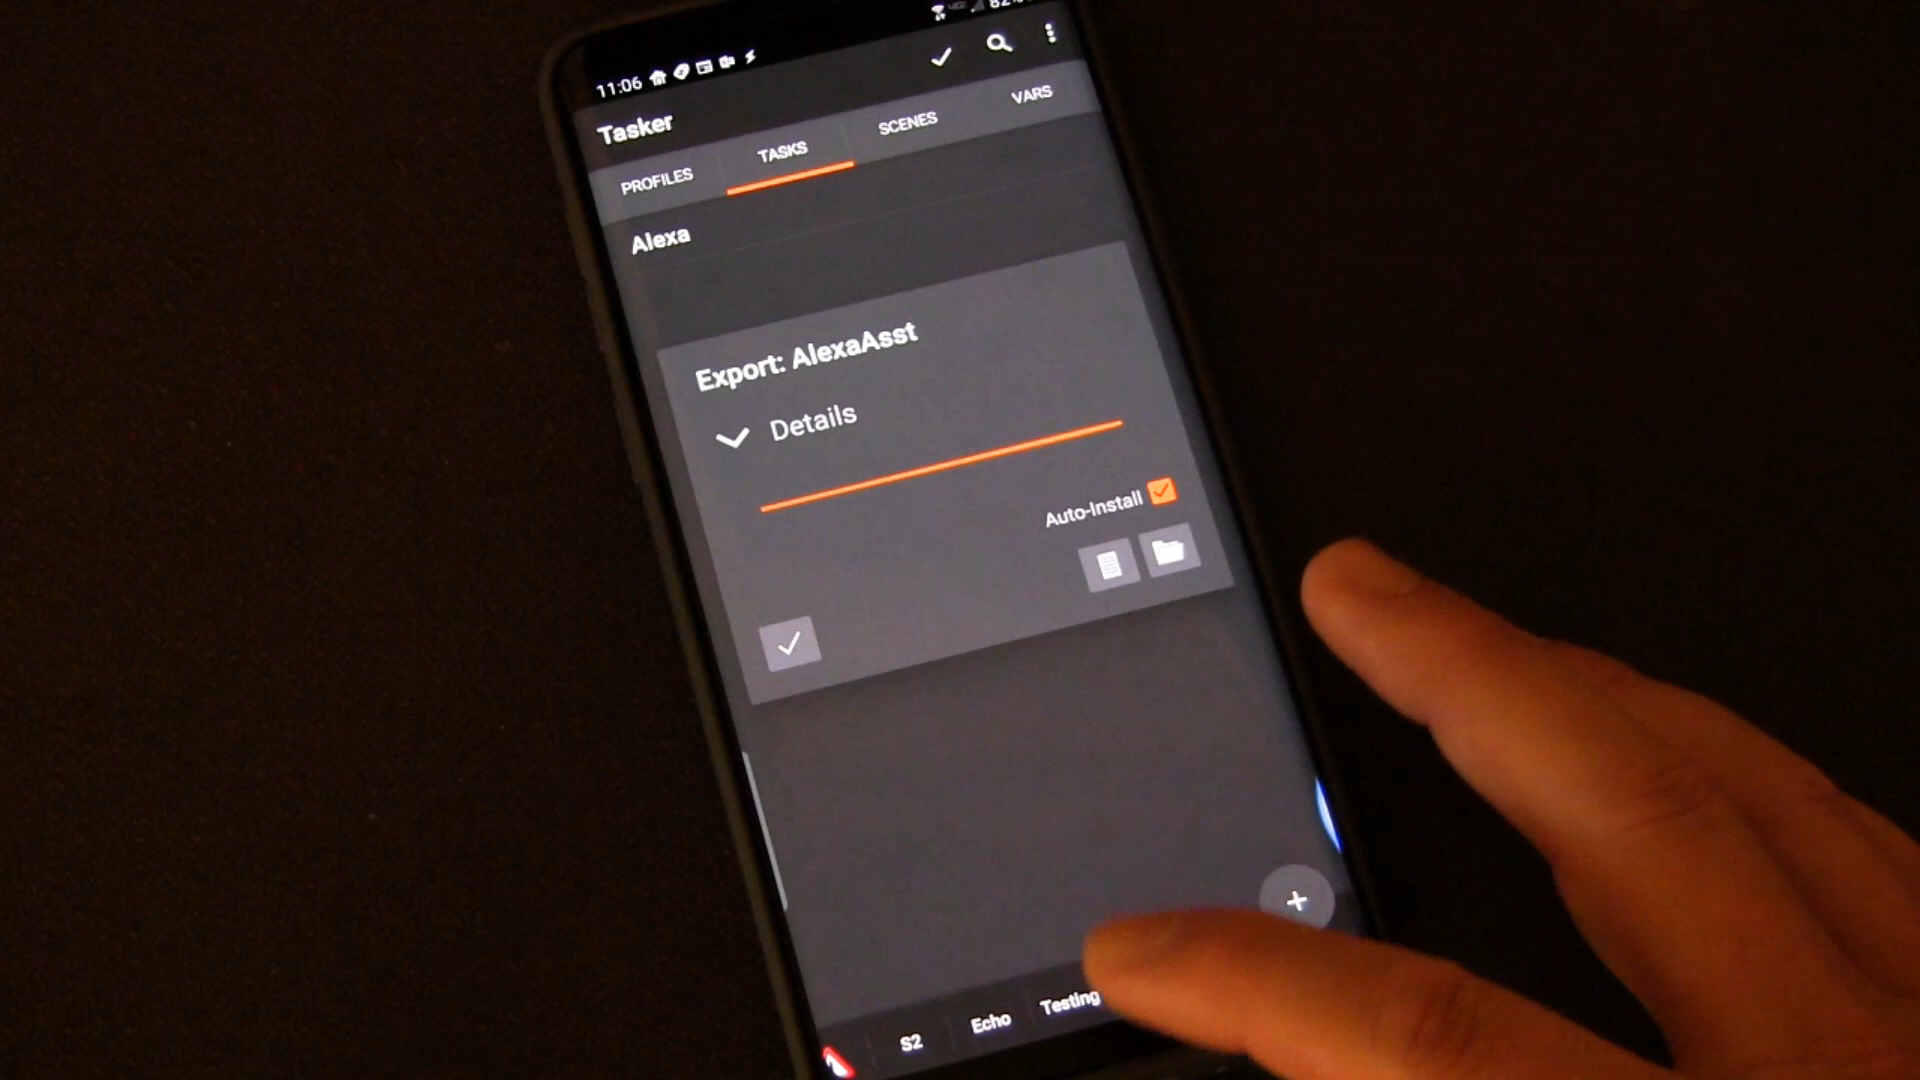 11:06
Tasker
PROFILES TASKS SCENES VARS
Alexa
Export: AlexaAsst
Details
Auto-Install
+
S2 Echo Testing